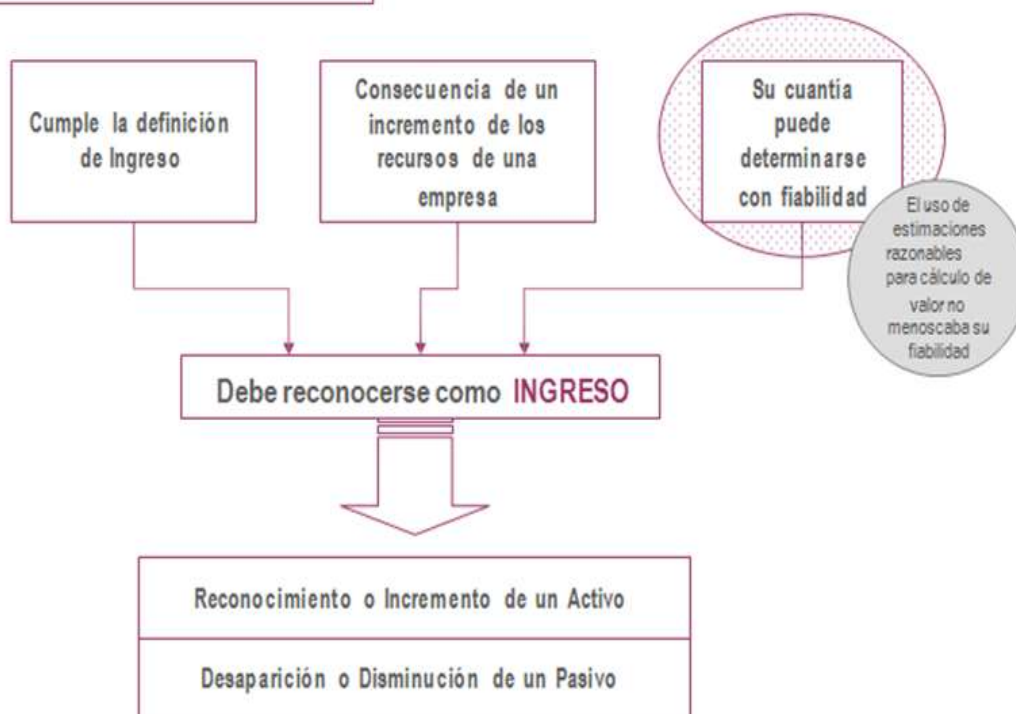 Cumple la definición
de Ingreso
Consecuencia de un
incremento de los
recursos de una
empresa
Su cuantía
puede
determinarse
con fiabilidad
El uso de
estimaciones
razonables
para cálculo de
valor no
menoscaba su
fiabilidad
Debe reconocerse como INGRESO
Reconocimiento o Incremento de un Activo
Desaparición o Disminución de un Pasivo